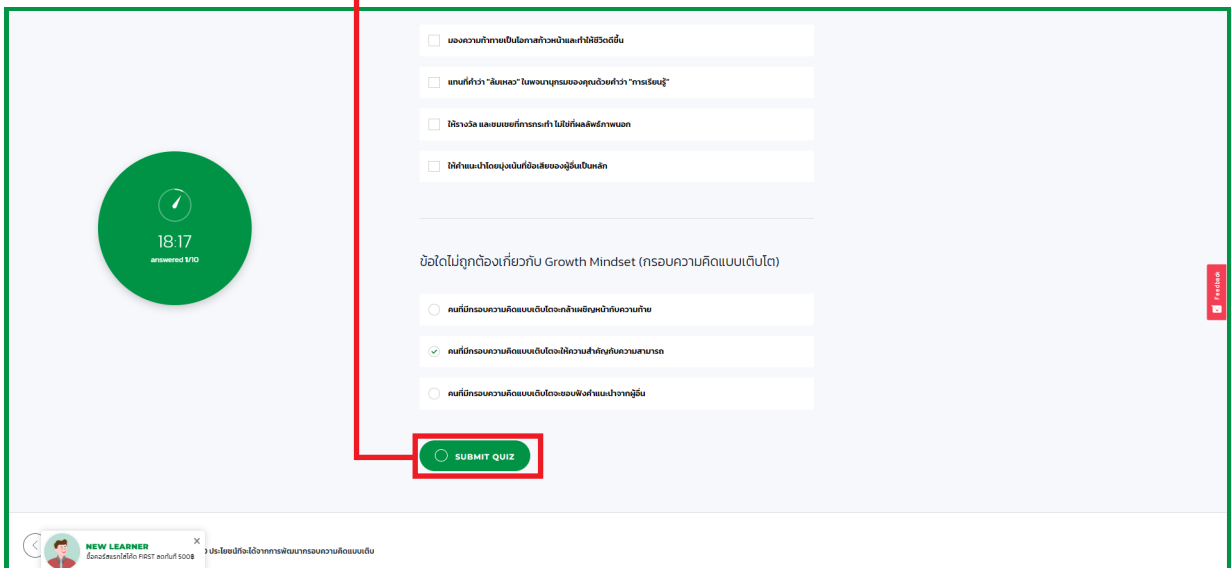 มองความท้าทายเป็นโอกาสก้าวหน้าและทำให้ชีวิตดีขึ้น
แทนที่คำว่า "ล้มเหลว" ในพจนานุกรมของคุณด้วยคำว่า "การเรียนรู้"
ให้รางวัล และชมเชยที่การกระทำ ไม่ใช่ที่ผลลัพธ์ภาพนอก
ให้คำแนะนำโดยมุ่งเน้นที่ข้อเสียของผู้อื่นเป็นหลัก
18:17
answered 1/10
ข้อใดไม่ถูกต้องเกี่ยวกับ Growth Mindset (กรอบความคิดแบบเติบโต)
คนที่มีกรอบความคิดแบบเติบโตจะกล้าเผชิญหน้ากับความท้าย
คนที่มีกรอบความคิดแบบเติบโตจะให้ความสำคัญกับความสามารถ
คนที่มีกรอบความคิดแบบเติบโตจะชอบฟังคำแนะนำจากผู้อื่น
Feedback
SUBMIT QUIZ
NEW LEARNER
ซื้อคอร์สแรกใส่โค้ด FIRST ลดทันที 500฿
ประโยชน์ที่จะได้จากการพัฒนากรอบความคิดแบบเติบ